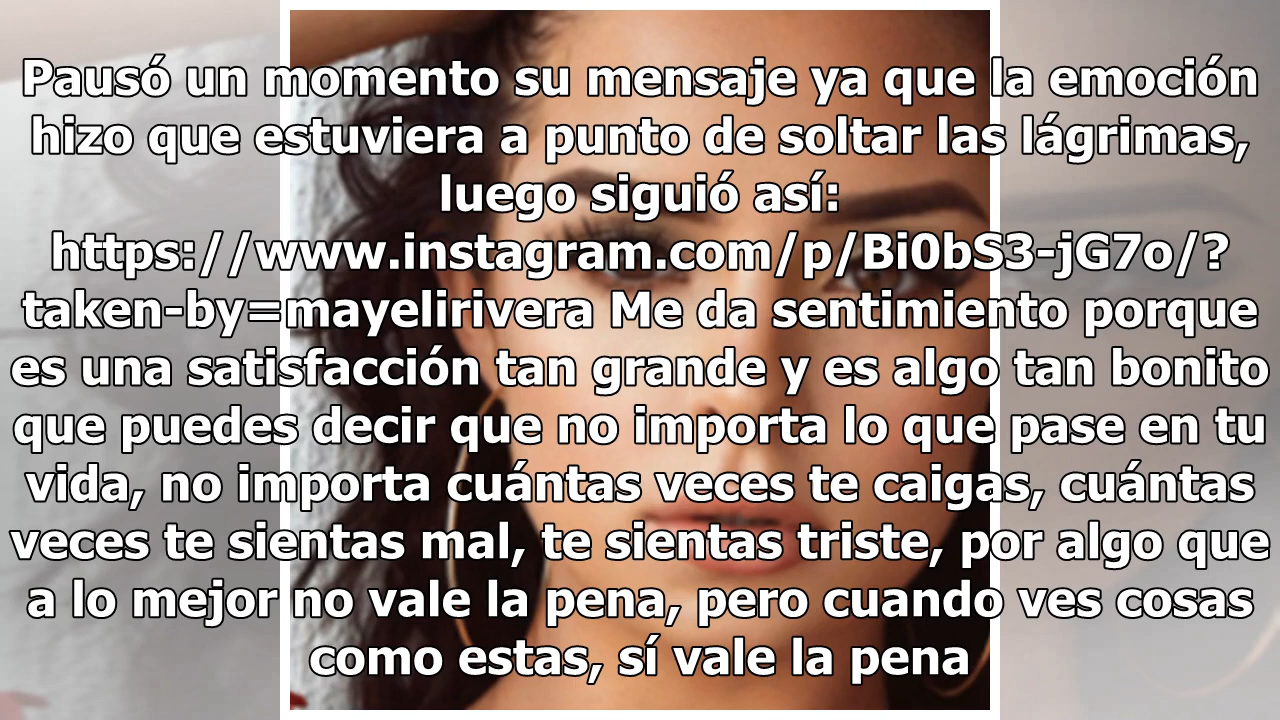 Pausó un momento su mensaje ya que la emoción
hizo que estuviera a punto de soltar las lágrimas,
luego siguió así:
https://www.instagram.com/p/Bi0bS3-jG7o/?
taken-by=mayelirivera Me da sentimiento porque
es una satisfacción tan grande y es algo tan bonito
que puedes decir que no importa lo que pase en tu
vida, no importa cuántas veces te caigas, cuántas
veces te sientas mal, te sientas triste, por algo que
a lo mejor no vale la pena, pero cuando ves cosas
como estas, sí vale la pena